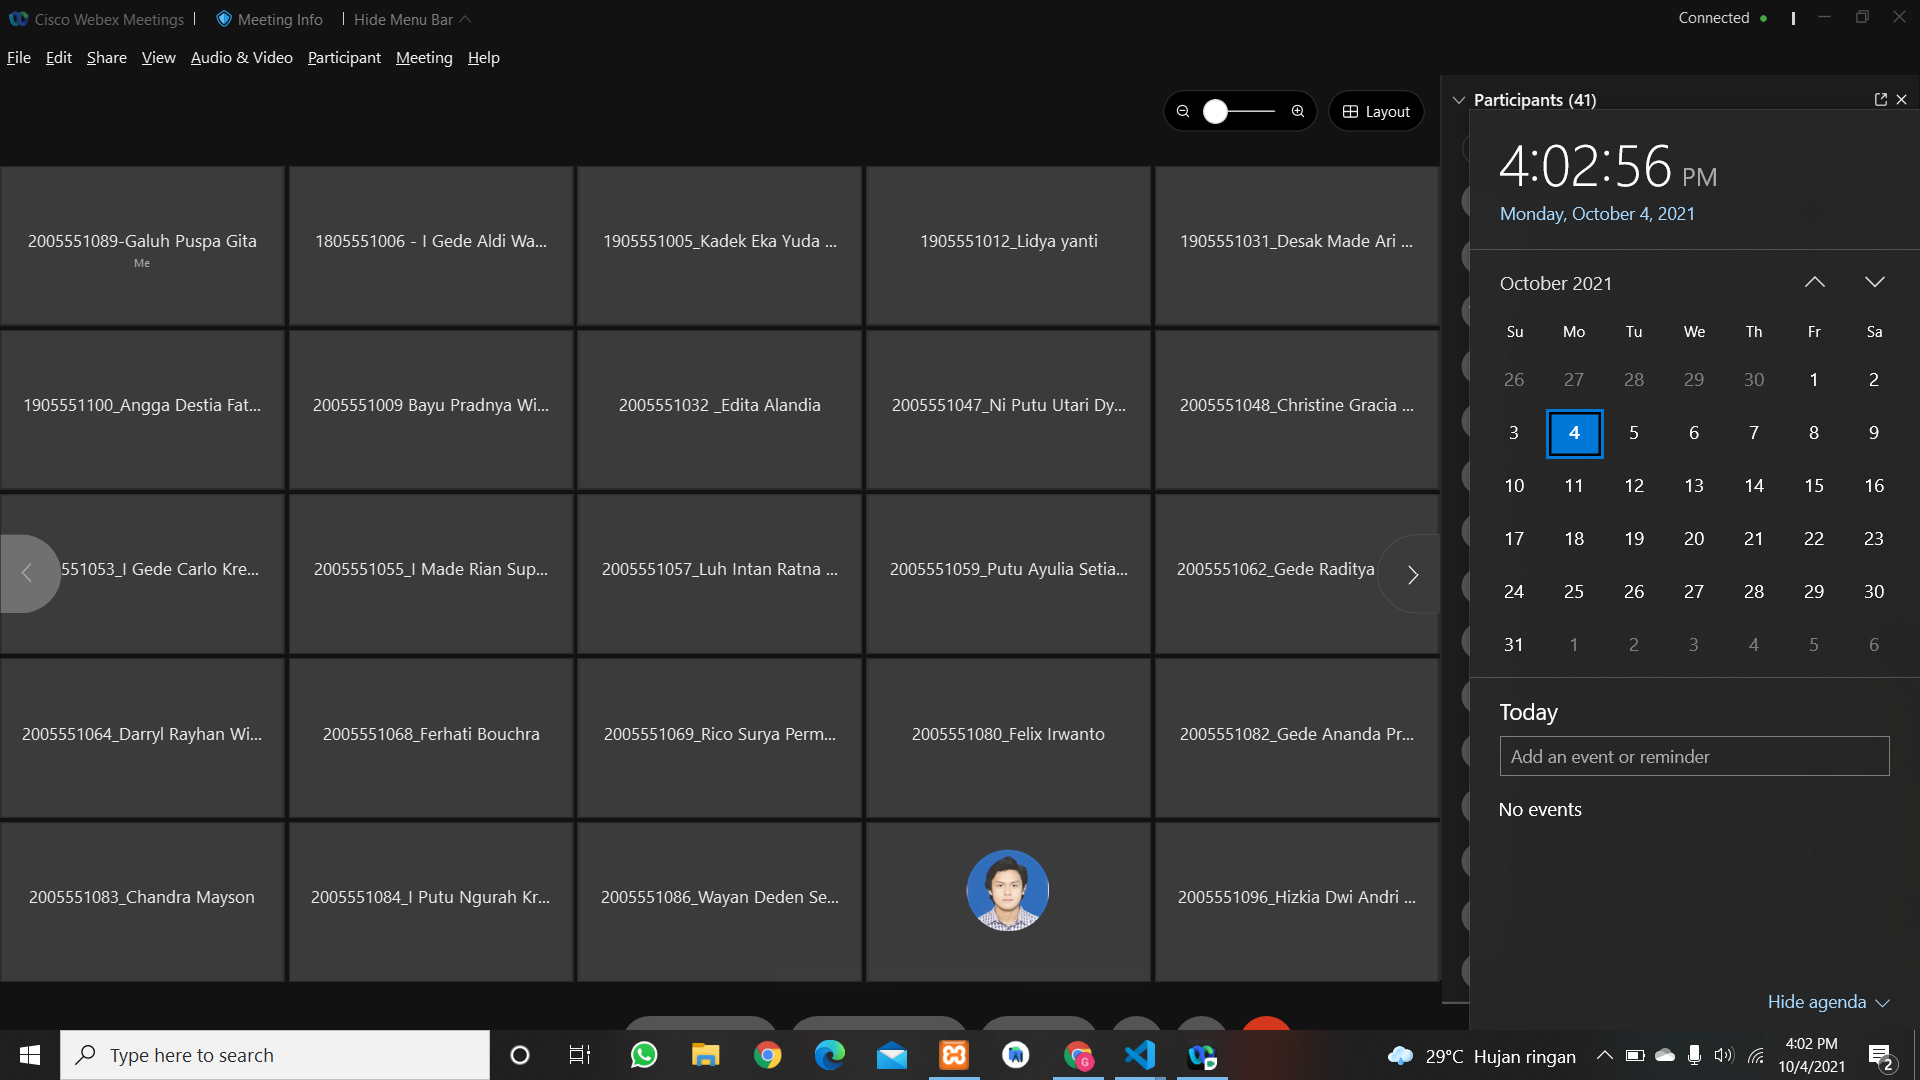 Cisco Webex Meetings | Meeting Info | Hide Menu Bar
Connected
File Edit Share View Audio & Video Participant Meeting Help
Layout
Participants (41)
2005551089-Galuh Puspa Gita
Me
1805551006 - I Gede Aldi Wa...
1905551005_Kadek Eka Yuda ...
1905551012_Lidya yanti
1905551031_Desak Made Ari ...
1905551100_Angga Destia Fat...
2005551009 Bayu Pradnya Wi...
2005551032 _Edita Alandia
2005551047_Ni Putu Utari Dy...
2005551048_Christine Gracia ...
551053_I Gede Carlo Kre...
2005551055_I Made Rian Sup...
2005551057_Luh Intan Ratna ...
2005551059_Putu Ayulia Setia...
2005551062_Gede Raditya
2005551064_Darryl Rayhan Wi...
2005551068_Ferhati Bouchra
2005551069_Rico Surya Perm...
2005551080_Felix Irwanto
2005551082_Gede Ananda Pr...
2005551083_Chandra Mayson
2005551084_I Putu Ngurah Kr...
2005551086_Wayan Deden Se...
2005551096_Hizkia Dwi Andri ...
4:02:56 PM
Monday, October 4, 2021
October 2021
Su Mo Tu We Th Fr Sa
26 27 28 29 30 1 2
3 4 5 6 7 8 9
10 11 12 13 14 15 16
17 18 19 20 21 22 23
24 25 26 27 28 29 30
31 1 2 3 4 5 6
Today
Add an event or reminder
No events
Hide agenda
Type here to search
G
29°C Hujan ringan
4:02 PM
10/4/2021
2